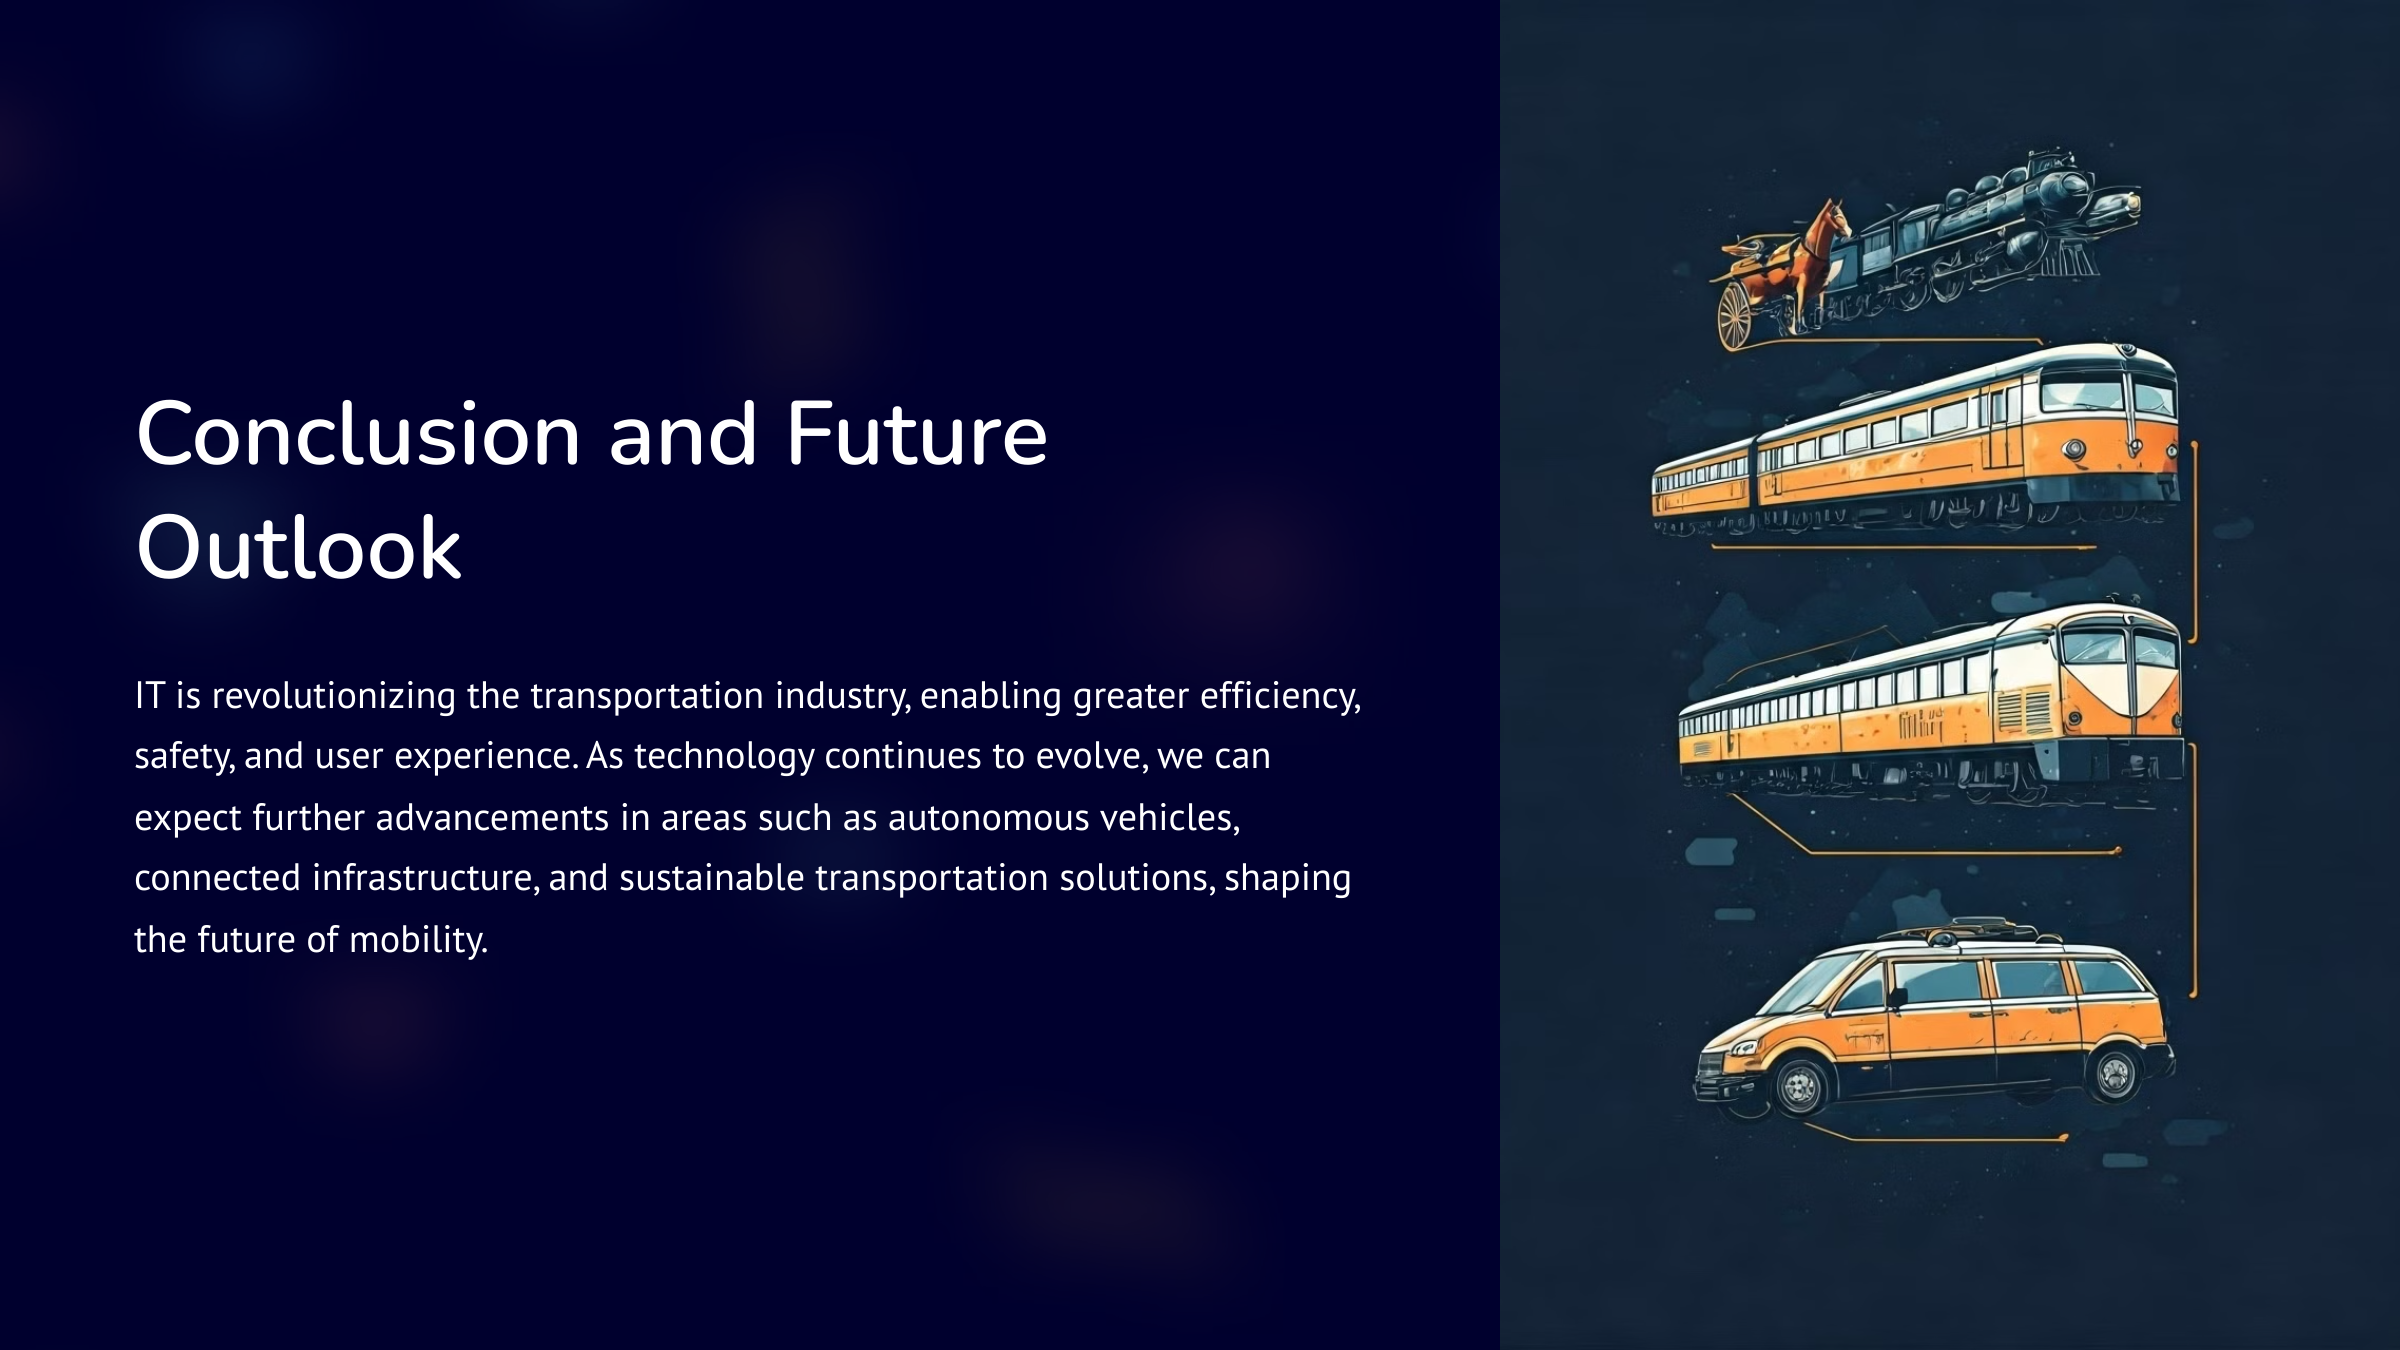 Conclusion and Future
Outlook
IT is revolutionizing the transportation industry, enabling greater efficiency,
safety, and user experience. As technology continues to evolve, we can
expect further advancements in areas such as autonomous vehicles,
connected infrastructure, and sustainable transportation solutions, shaping
the future of mobility.